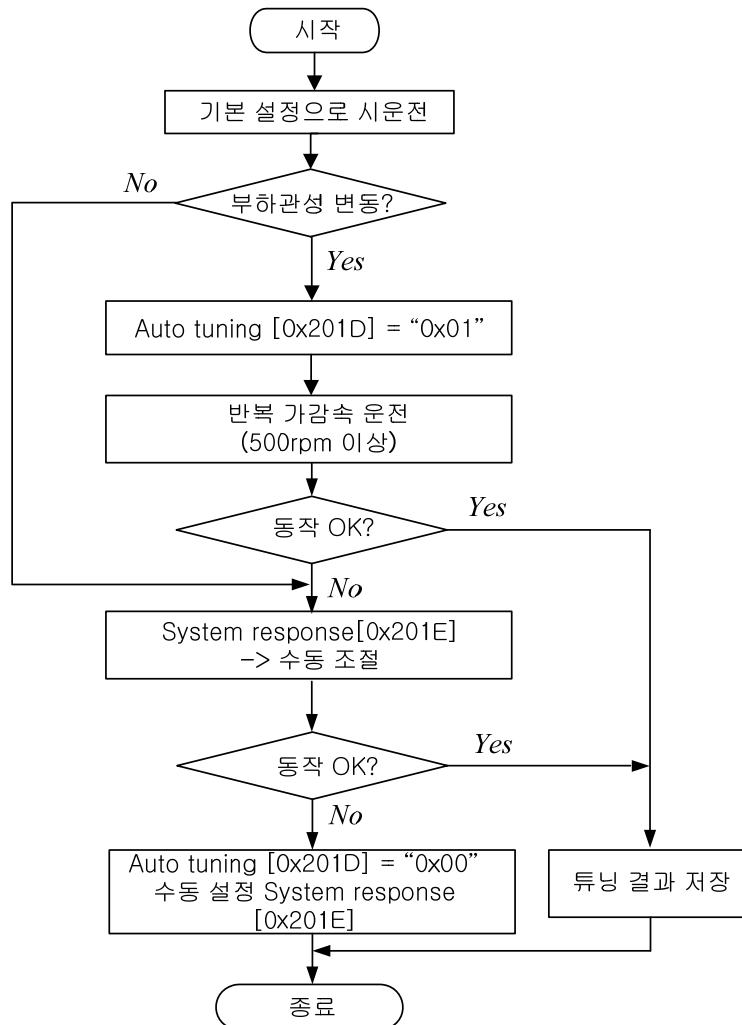 시작
기본 설정으로 시운전
No
부하관성 변동?
Yes
Auto tuning [0x201D] = “0x01”
반복 가감속 운전
(500rpm 이상)
동작 OK?
Yes
No
System response[0x201E]
-> 수동 조절
동작 OK?
Yes
No
Auto tuning [0x201D] = “0x00”
수동 설정 System response
[0x201E]
튜닝 결과 저장
종료